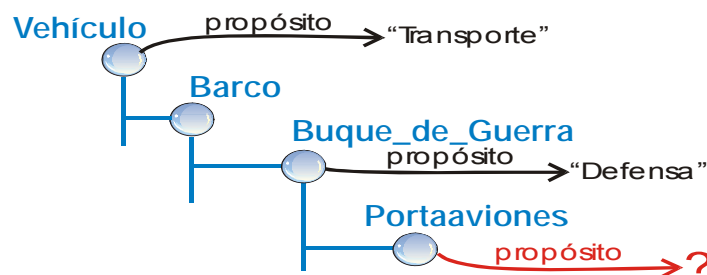 Vehículo
propósito
“Transporte”
Barco
Buque_de_Guerra
propósito
“Defensa”
Portaaviones
propósito
?